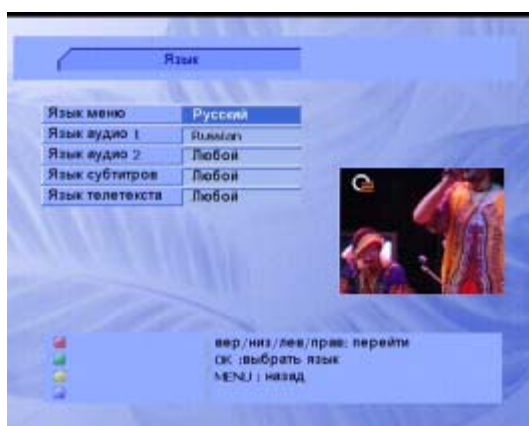 Язык
Язык меню Русский
Язык аудио 1 Russian
Язык аудио 2 Любой
Язык субтитров Любой
Язык телетекста Любой
вер/низ/лев/прав: перейти
OK :выбрать язык
MENU : назад